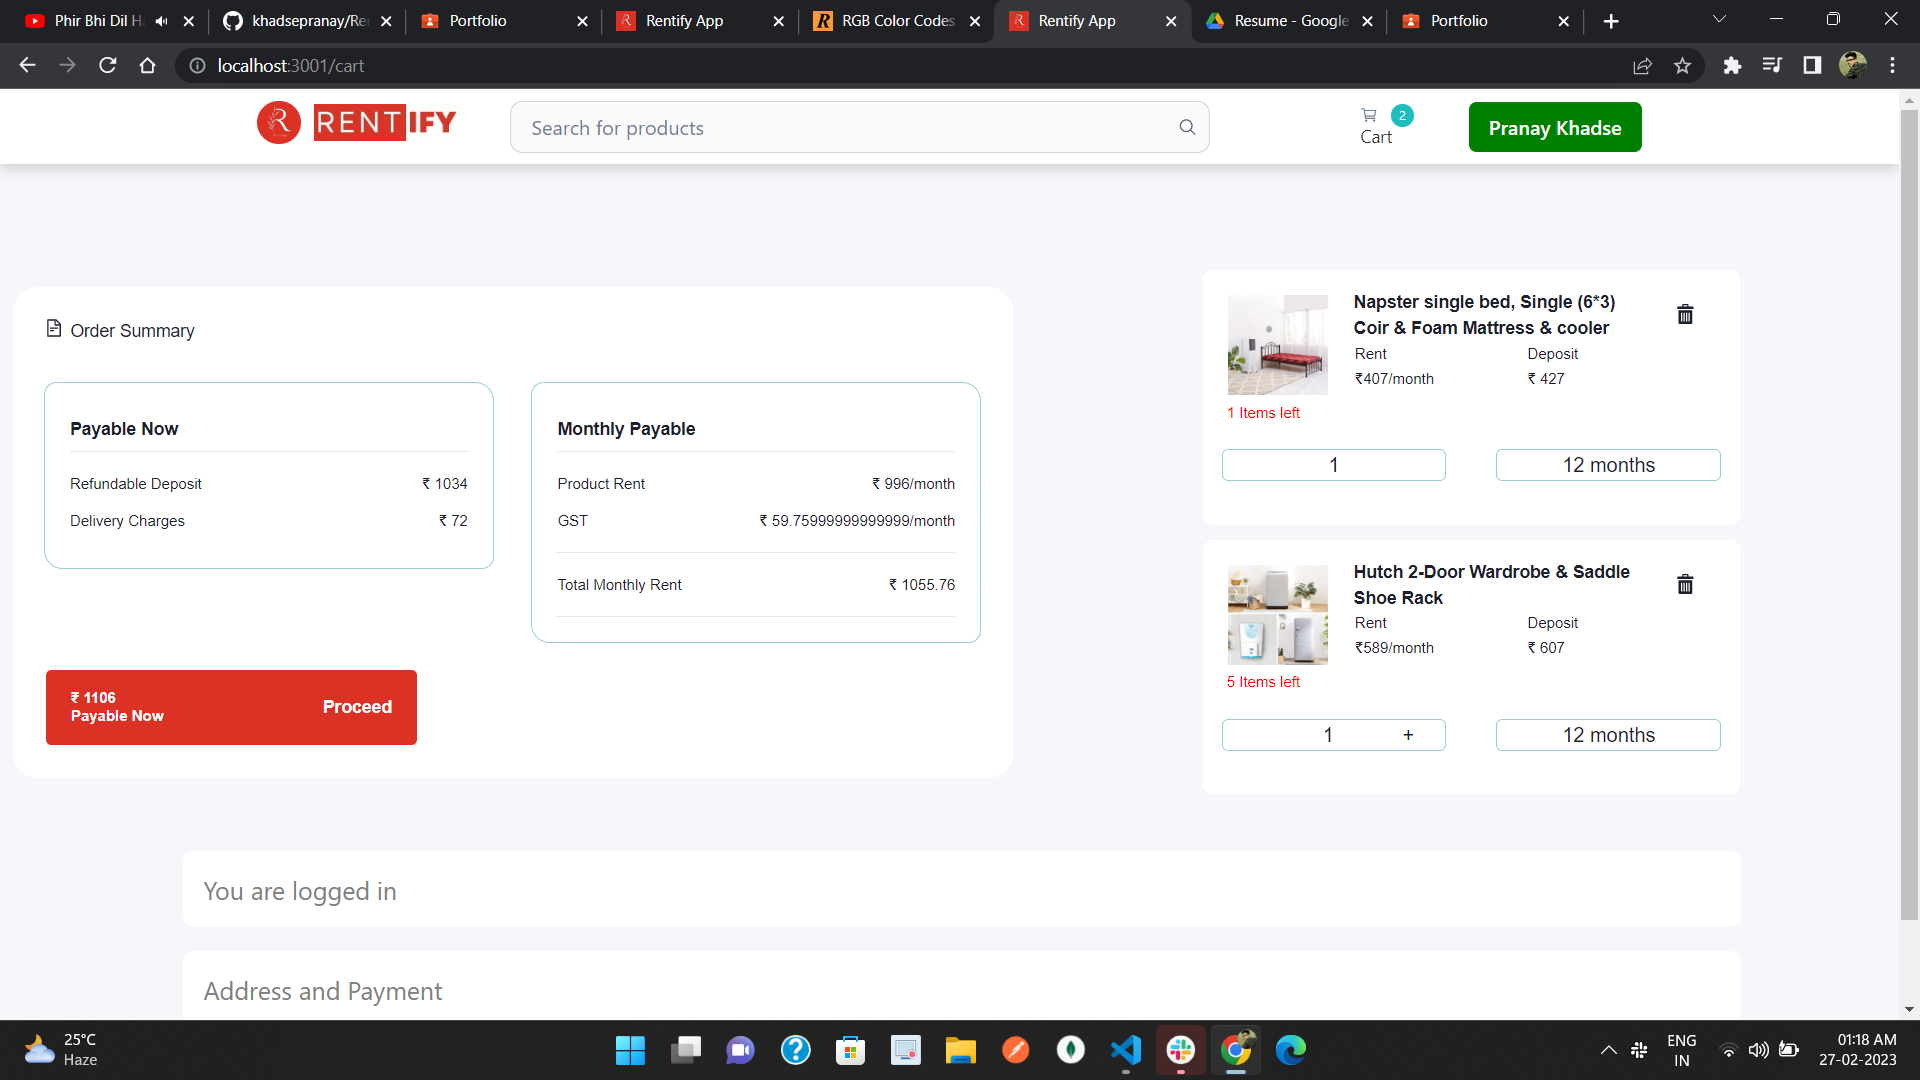 Phir Bhi Dil H
khadsepranay/Re
Portfolio
Rentify App
RGB Color Codes
Rentify App
Resume - Google
Portfolio
localhost:3001/cart
R RENTIFY
Search for products
Cart 2
Pranay Khadse
Order Summary
Payable Now
Refundable Deposit ₹ 1034
Delivery Charges ₹ 72
Monthly Payable
Product Rent ₹ 996/month
GST ₹ 59.75999999999999/month
Total Monthly Rent ₹ 1055.76
₹ 1106
Payable Now
Proceed
Napster single bed, Single (6*3)
Coir & Foam Mattress & cooler
Rent Deposit
₹407/month ₹ 427
1 Items left
1 12 months
Hutch 2-Door Wardrobe & Saddle
Shoe Rack
Rent Deposit
₹589/month ₹ 607
5 Items left
1 + 12 months
You are logged in
Address and Payment
25°C
Haze
ENG
IN
01:18 AM
27-02-2023